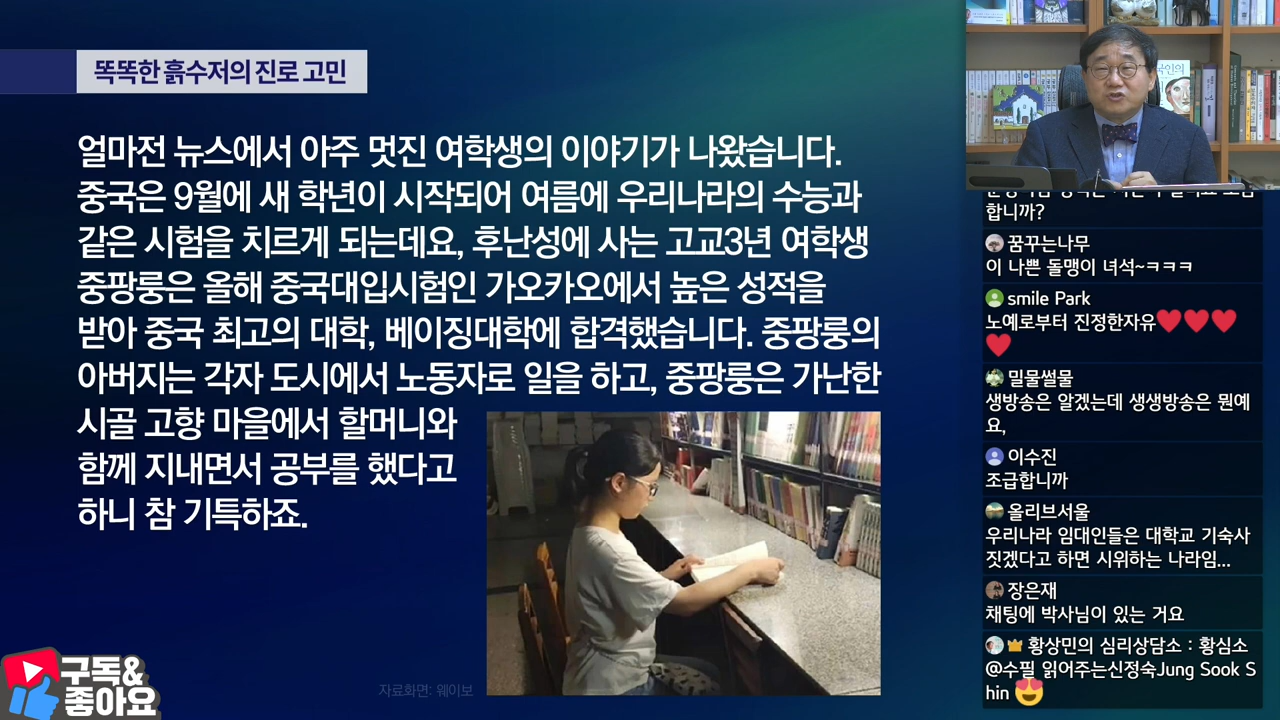 똑똑한 흙수저의 진로 고민
얼마전 뉴스에서 아주 멋진 여학생의 이야기가 나왔습니다.
중국은 9월에 새 학년이 시작되어 여름에 우리나라의 수능과
같은 시험을 치르게 되는데요, 후난성에 사는 고교3년 여학생
중팡룽은 올해 중국대입시험인 가오카오에서 높은 성적을
받아 중국 최고의 대학, 베이징대학에 합격했습니다. 중팡룽의
아버지는 각자 도시에서 노동자로 일을 하고, 중팡룽은 가난한
시골 고향 마을에서 할머니와
함께 지내면서 공부를 했다고
하니 참 기특하죠.
자료화면: 웨이보
구독&
좋아요
합니까?
꿈꾸는나무
이 나쁜 돌맹이 녀석~ㅋㅋㅋ
smile Park
노예로부터 진정한자유❤❤❤
❤
밀물썰물
생방송은 알겠는데 생생방송은 뭔예
요,
이수진
조급합니까
올리브서울
우리나라 임대인들은 대학교 기숙사
짓겠다고 하면 시위하는 나라임...
장은재
채팅에 박사님이 있는 거요
황상민의 심리상담소 : 황심소
@수필 읽어주는신정숙Jung Sook S
hin 😍